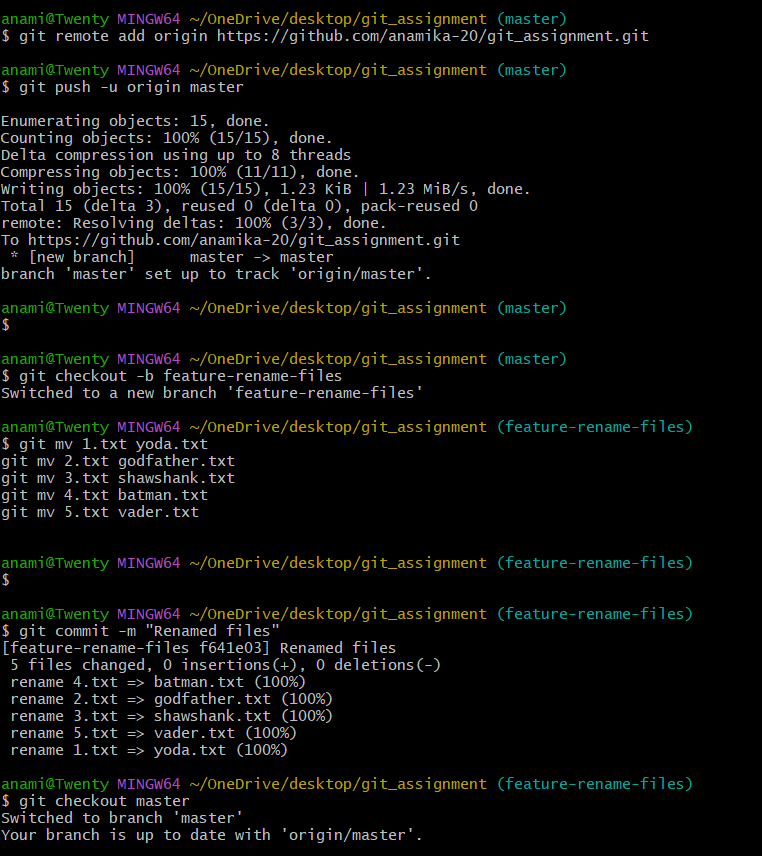 anami@Twenty MINGW64 ~/OneDrive/desktop/git_assignment (master)
$ git remote add origin https://github.com/anamika-20/git_assignment.git
anami@Twenty MINGW64 ~/OneDrive/desktop/git_assignment (master)
$ git push -u origin master
Enumerating objects: 15, done.
Counting objects: 100% (15/15), done.
Delta compression using up to 8 threads
Compressing objects: 100% (11/11), done.
Writing objects: 100% (15/15), 1.23 KiB | 1.23 MiB/s, done.
Total 15 (delta 3), reused 0 (delta 0), pack-reused 0
remote: Resolving deltas: 100% (3/3), done.
To https://github.com/anamika-20/git_assignment.git
 * [new branch]      master -> master
branch 'master' set up to track 'origin/master'.
anami@Twenty MINGW64 ~/OneDrive/desktop/git_assignment (master)
$
anami@Twenty MINGW64 ~/OneDrive/desktop/git_assignment (master)
$ git checkout -b feature-rename-files
Switched to a new branch 'feature-rename-files'
anami@Twenty MINGW64 ~/OneDrive/desktop/git_assignment (feature-rename-files)
$ git mv 1.txt yoda.txt
git mv 2.txt godfather.txt
git mv 3.txt shawshank.txt
git mv 4.txt batman.txt
git mv 5.txt vader.txt
anami@Twenty MINGW64 ~/OneDrive/desktop/git_assignment (feature-rename-files)
$
anami@Twenty MINGW64 ~/OneDrive/desktop/git_assignment (feature-rename-files)
$ git commit -m "Renamed files"
[feature-rename-files f641e03] Renamed files
 5 files changed, 0 insertions(+), 0 deletions(-)
 rename 4.txt => batman.txt (100%)
 rename 2.txt => godfather.txt (100%)
 rename 3.txt => shawshank.txt (100%)
 rename 5.txt => vader.txt (100%)
 rename 1.txt => yoda.txt (100%)
anami@Twenty MINGW64 ~/OneDrive/desktop/git_assignment (feature-rename-files)
$ git checkout master
Switched to branch 'master'
Your branch is up to date with 'origin/master'.